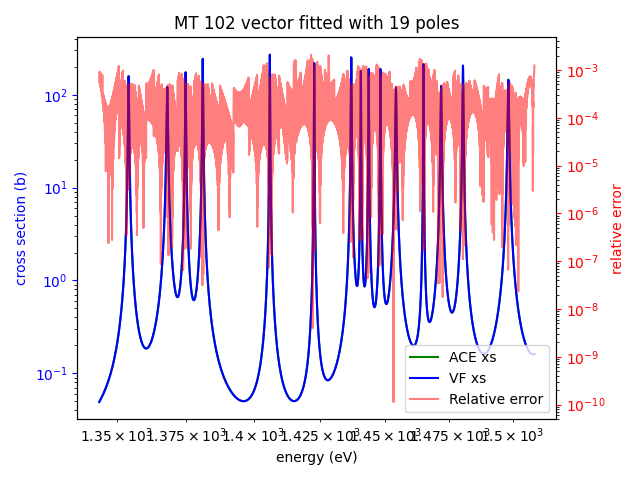 MT 102 vector fitted with 19 poles
cross section (b)
10²
10¹
10⁰
10⁻¹
10⁻³
10⁻⁴
10⁻⁵
10⁻⁶
10⁻⁷
10⁻⁸
10⁻⁹
10⁻¹⁰
relative error
ACE xs
VF xs
Relative error
1.35 × 10³ 1.375 × 10³ 1.4 × 10³ 1.425 × 10³ 1.45 × 10³ 1.475 × 10³ 1.5 × 10³
energy (eV)